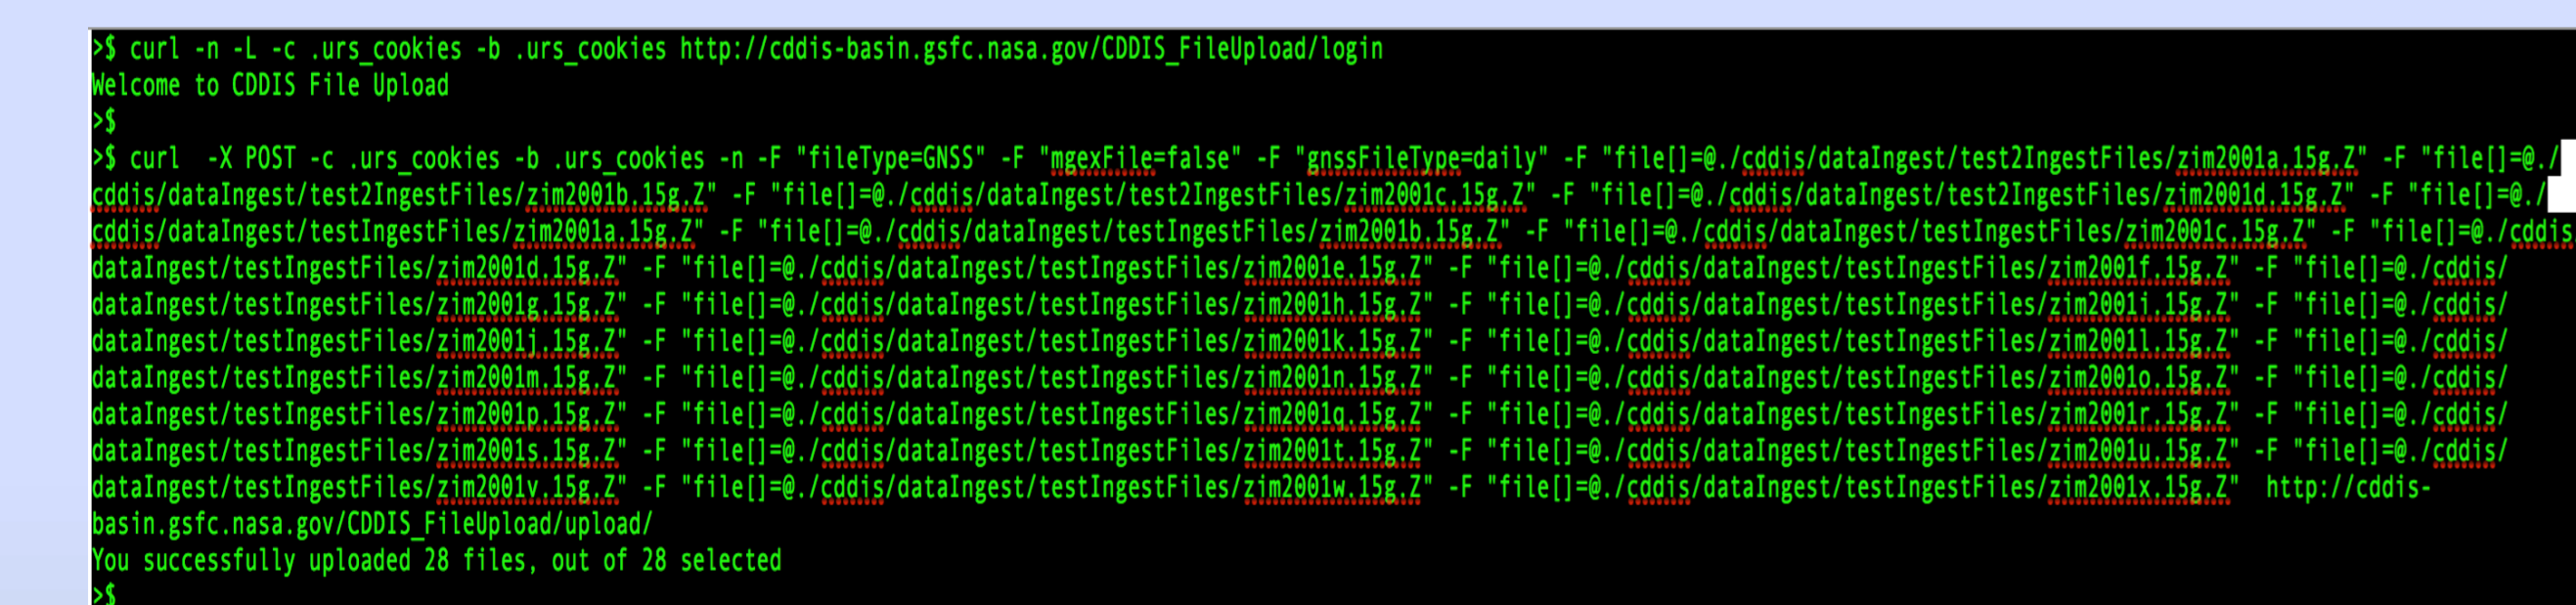 >$ curl -n -L -c .urs_cookies -b .urs_cookies http://cddis-basin.gsfc.nasa.gov/CDDIS_FileUpload/login
Welcome to CDDIS File Upload
>$
>$ curl  -X POST -c .urs_cookies -b .urs_cookies -n -F "fileType=GNSS" -F "mgexFile=false" -F "gnssFileType=daily" -F "file[]=@./cddis/dataIngest/test2IngestFiles/zim2001a.15g.Z" -F "file[]=@./
cddis/dataIngest/test2IngestFiles/zim2001b.15g.Z" -F "file[]=@./cddis/dataIngest/test2IngestFiles/zim2001c.15g.Z" -F "file[]=@./cddis/dataIngest/test2IngestFiles/zim2001d.15g.Z" -F "file[]=@./
cddis/dataIngest/testIngestFiles/zim2001a.15g.Z" -F "file[]=@./cddis/dataIngest/testIngestFiles/zim2001b.15g.Z" -F "file[]=@./cddis/dataIngest/testIngestFiles/zim2001c.15g.Z" -F "file[]=@./cddis
dataIngest/testIngestFiles/zim2001d.15g.Z" -F "file[]=@./cddis/dataIngest/testIngestFiles/zim2001e.15g.Z" -F "file[]=@./cddis/dataIngest/testIngestFiles/zim2001f.15g.Z" -F "file[]=@./cddis/
dataIngest/testIngestFiles/zim2001g.15g.Z" -F "file[]=@./cddis/dataIngest/testIngestFiles/zim2001h.15g.Z" -F "file[]=@./cddis/dataIngest/testIngestFiles/zim2001i.15g.Z" -F "file[]=@./cddis/
dataIngest/testIngestFiles/zim2001j.15g.Z" -F "file[]=@./cddis/dataIngest/testIngestFiles/zim2001k.15g.Z" -F "file[]=@./cddis/dataIngest/testIngestFiles/zim2001l.15g.Z" -F "file[]=@./cddis/
dataIngest/testIngestFiles/zim2001m.15g.Z" -F "file[]=@./cddis/dataIngest/testIngestFiles/zim2001n.15g.Z" -F "file[]=@./cddis/dataIngest/testIngestFiles/zim2001o.15g.Z" -F "file[]=@./cddis/
dataIngest/testIngestFiles/zim2001p.15g.Z" -F "file[]=@./cddis/dataIngest/testIngestFiles/zim2001q.15g.Z" -F "file[]=@./cddis/dataIngest/testIngestFiles/zim2001r.15g.Z" -F "file[]=@./cddis/
dataIngest/testIngestFiles/zim2001s.15g.Z" -F "file[]=@./cddis/dataIngest/testIngestFiles/zim2001t.15g.Z" -F "file[]=@./cddis/dataIngest/testIngestFiles/zim2001u.15g.Z" -F "file[]=@./cddis/
dataIngest/testIngestFiles/zim2001v.15g.Z" -F "file[]=@./cddis/dataIngest/testIngestFiles/zim2001w.15g.Z" -F "file[]=@./cddis/dataIngest/testIngestFiles/zim2001x.15g.Z"  http://cddis-
basin.gsfc.nasa.gov/CDDIS_FileUpload/upload/
You successfully uploaded 28 files, out of 28 selected
>$